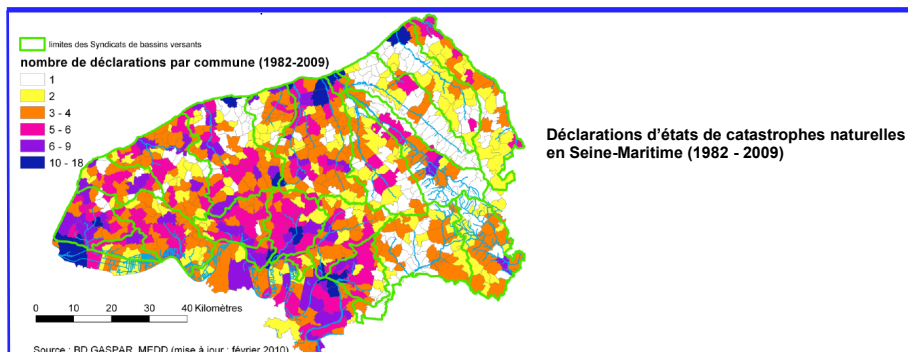 limites des Syndicats de bassins versants
nombre de déclarations par commune (1982-2009)
1
2
3 - 4
5 - 6
6 - 9
10 - 18
Déclarations d'états de catastrophes naturelles
en Seine-Maritime (1982 - 2009)
0 10 20 30 40 Kilomètres
Source : BD GASPAR, MEDD (mise à jour : février 2010)